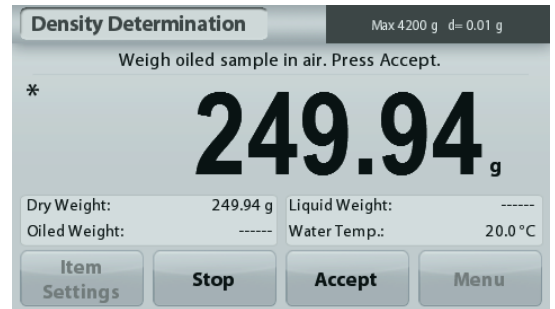 Density Determination
Max 4200 g d= 0.01 g
Weigh oiled sample in air. Press Accept.
*
249.94 g
Dry Weight: 249.94 g Liquid Weight: ------
Oiled Weight: ------ Water Temp.: 20.0 °C
Item Settings
Stop
Accept
Menu